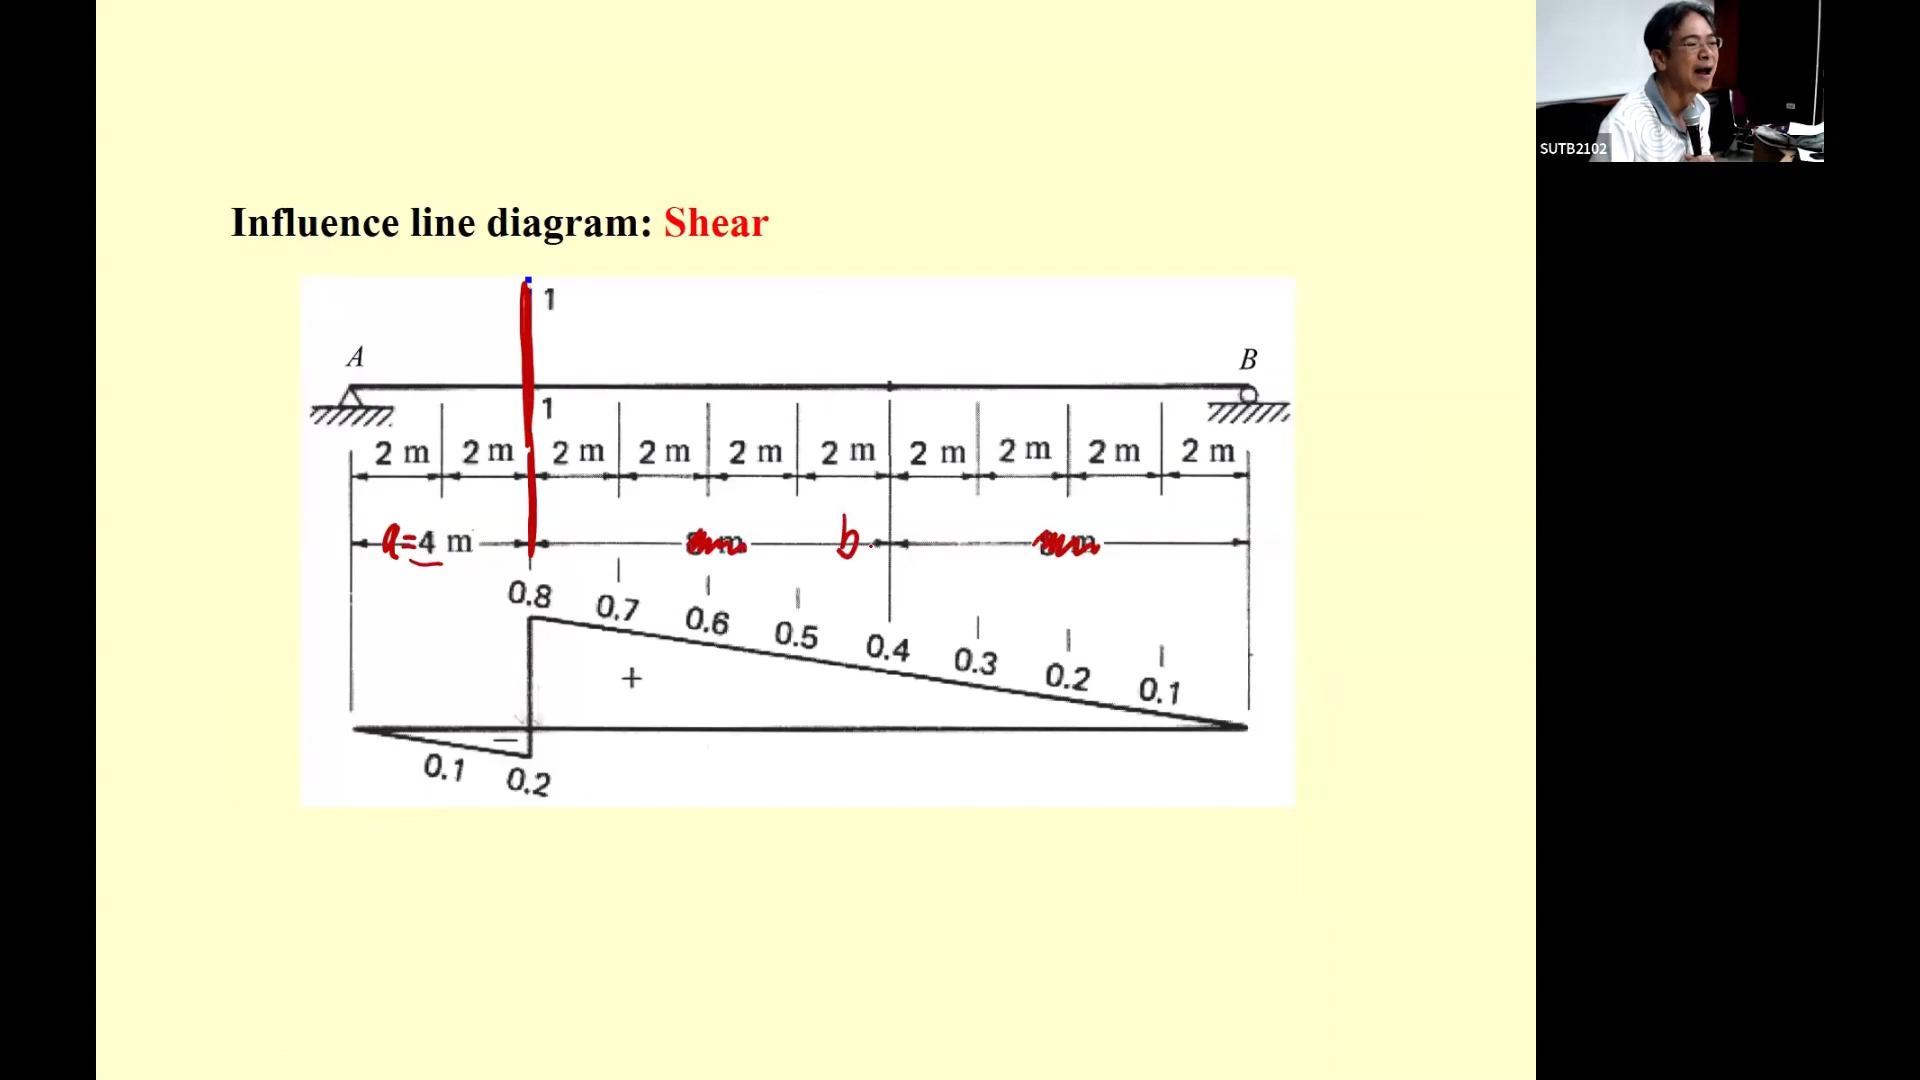 SUTB2102
Influence line diagram: Shear
1
A
B
1
2 m 2 m 2 m 2 m 2 m 2 m 2 m 2 m 2 m 2 m
a=4 m b
0.8 0.7 0.6 0.5 0.4 0.3 0.2 0.1
+
−
0.1 0.2